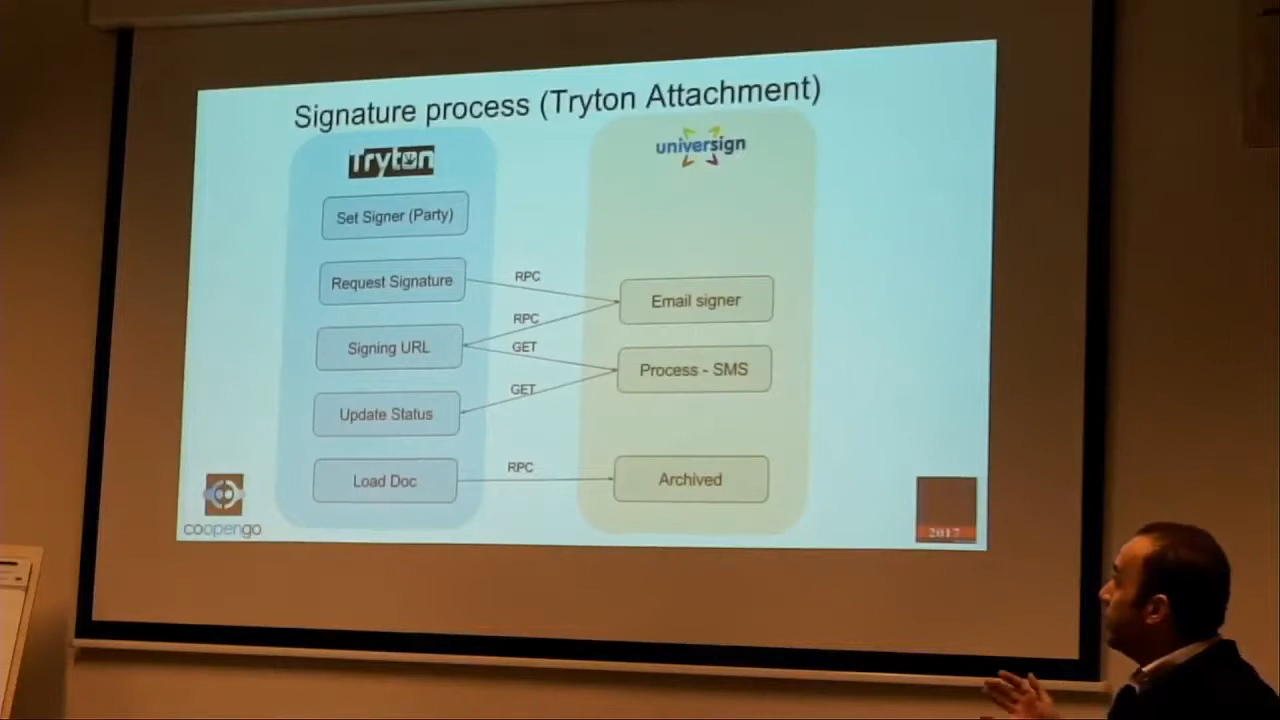 Signature process (Tryton Attachment)
Tryton
universign
Set Signer (Party)
Request Signature
RPC
Email signer
RPC
Signing URL
GET
Process - SMS
GET
Update Status
Load Doc
RPC
Archived
coopengo
2017